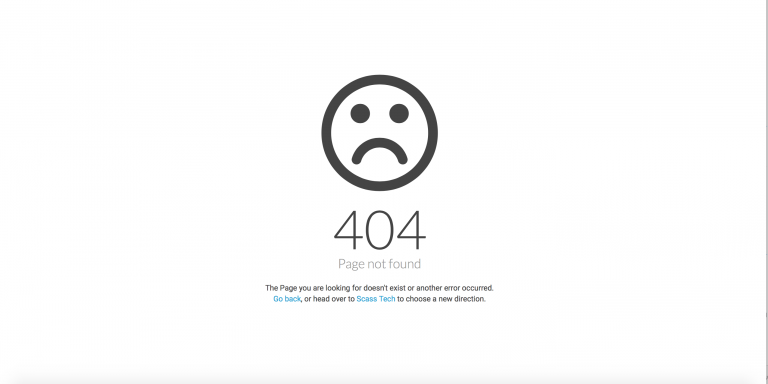 404
Page not found
The Page you are looking for doesn't exist or another error occurred.
Go back, or head over to Scass Tech to choose a new direction.